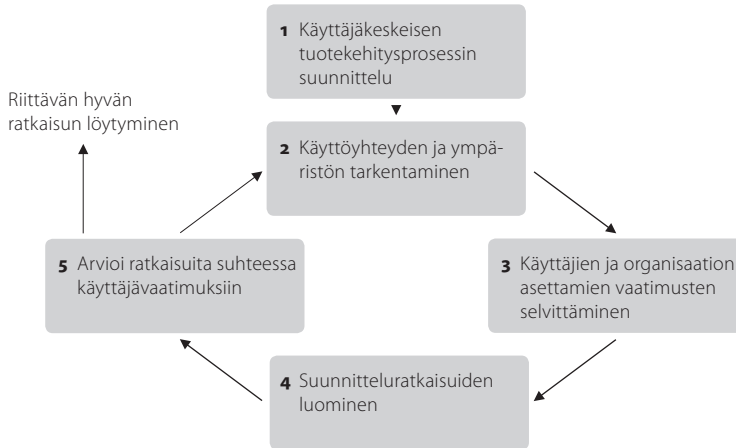 1 Käyttäjäkeskeisen
tuotekehitysprosessin
suunnittelu
Riittävän hyvän
ratkaisun löytyminen
2 Käyttöyhteyden ja ympä-
ristön tarkentaminen
5 Arvioi ratkaisuita suhteessa
käyttäjävaatimuksiin
3 Käyttäjien ja organisaation
asettamien vaatimusten
selvittäminen
4 Suunnitteluratkaisuiden
luominen